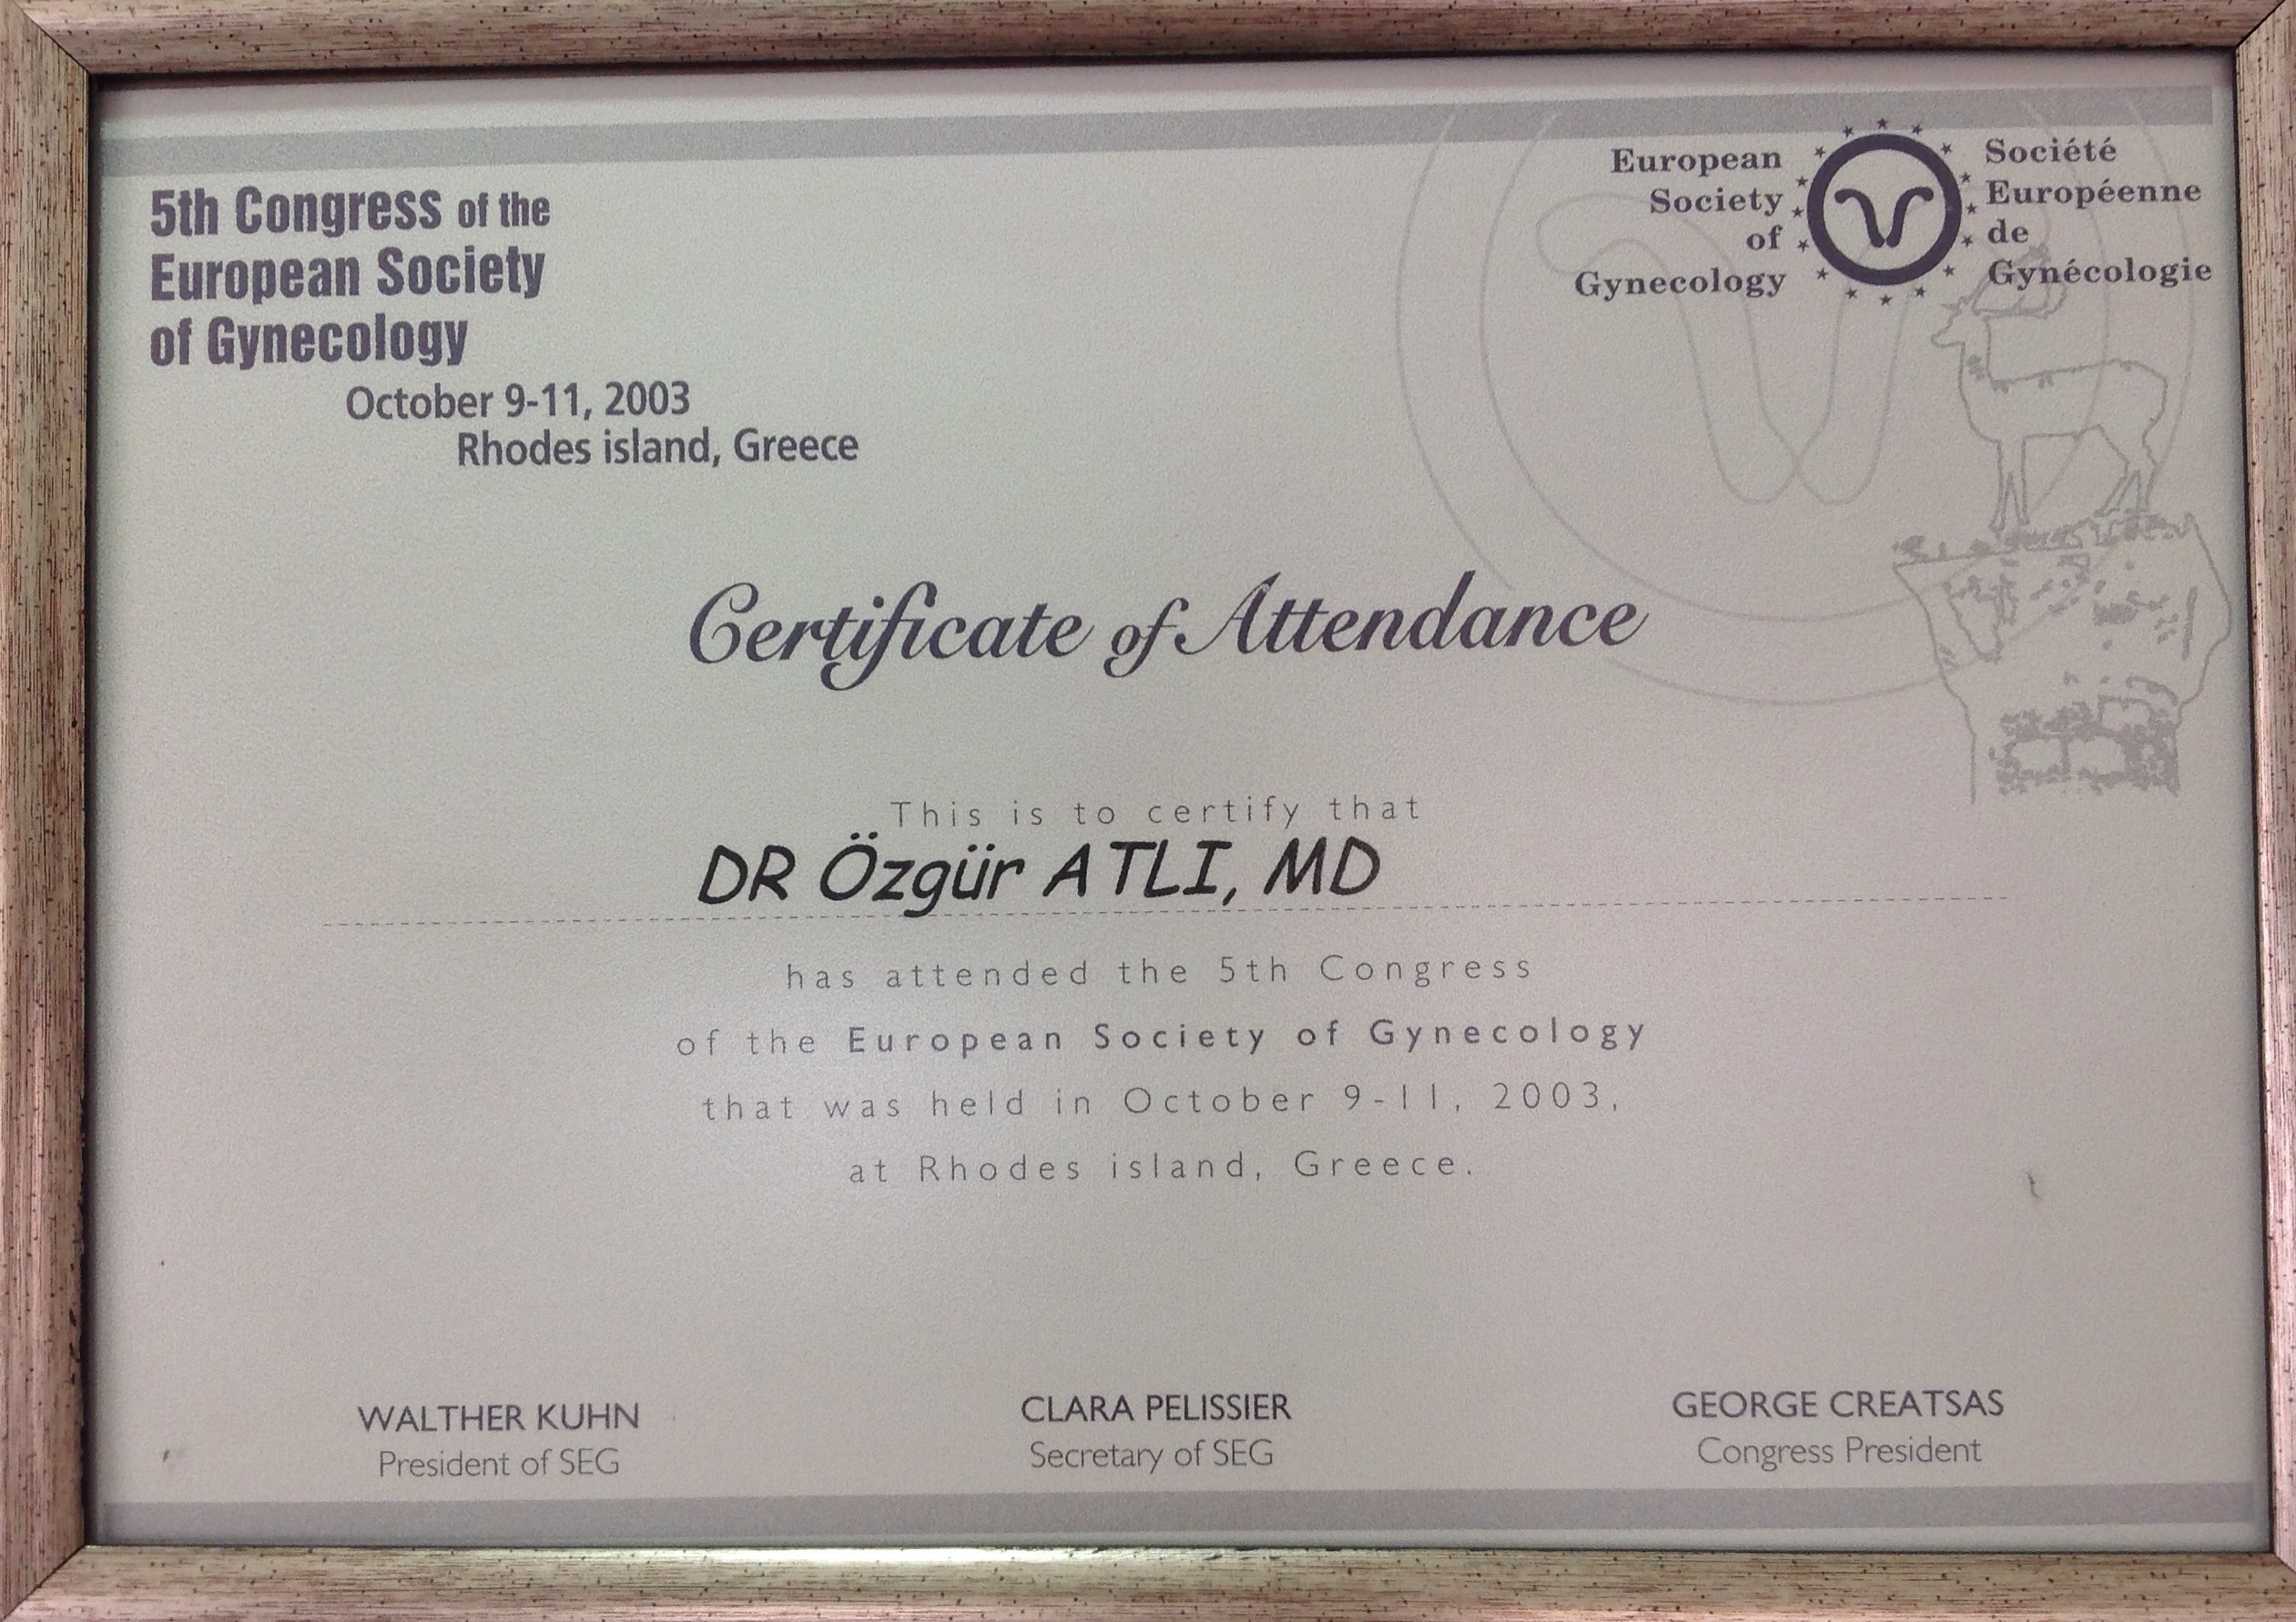 5th Congress of the
European Society
of Gynecology
October 9-11, 2003
Rhodes island, Greece
European
Society
of
Gynecology
Société
Européenne
de
Gynécologie
Certificate of Attendance
This is to certify that
DR Özgür ATLI, MD
has attended the 5th Congress
of the European Society of Gynecology
that was held in October 9-11, 2003,
at Rhodes island, Greece.
WALTHER KUHN
President of SEG
CLARA PELISSIER
Secretary of SEG
GEORGE CREATSAS
Congress President